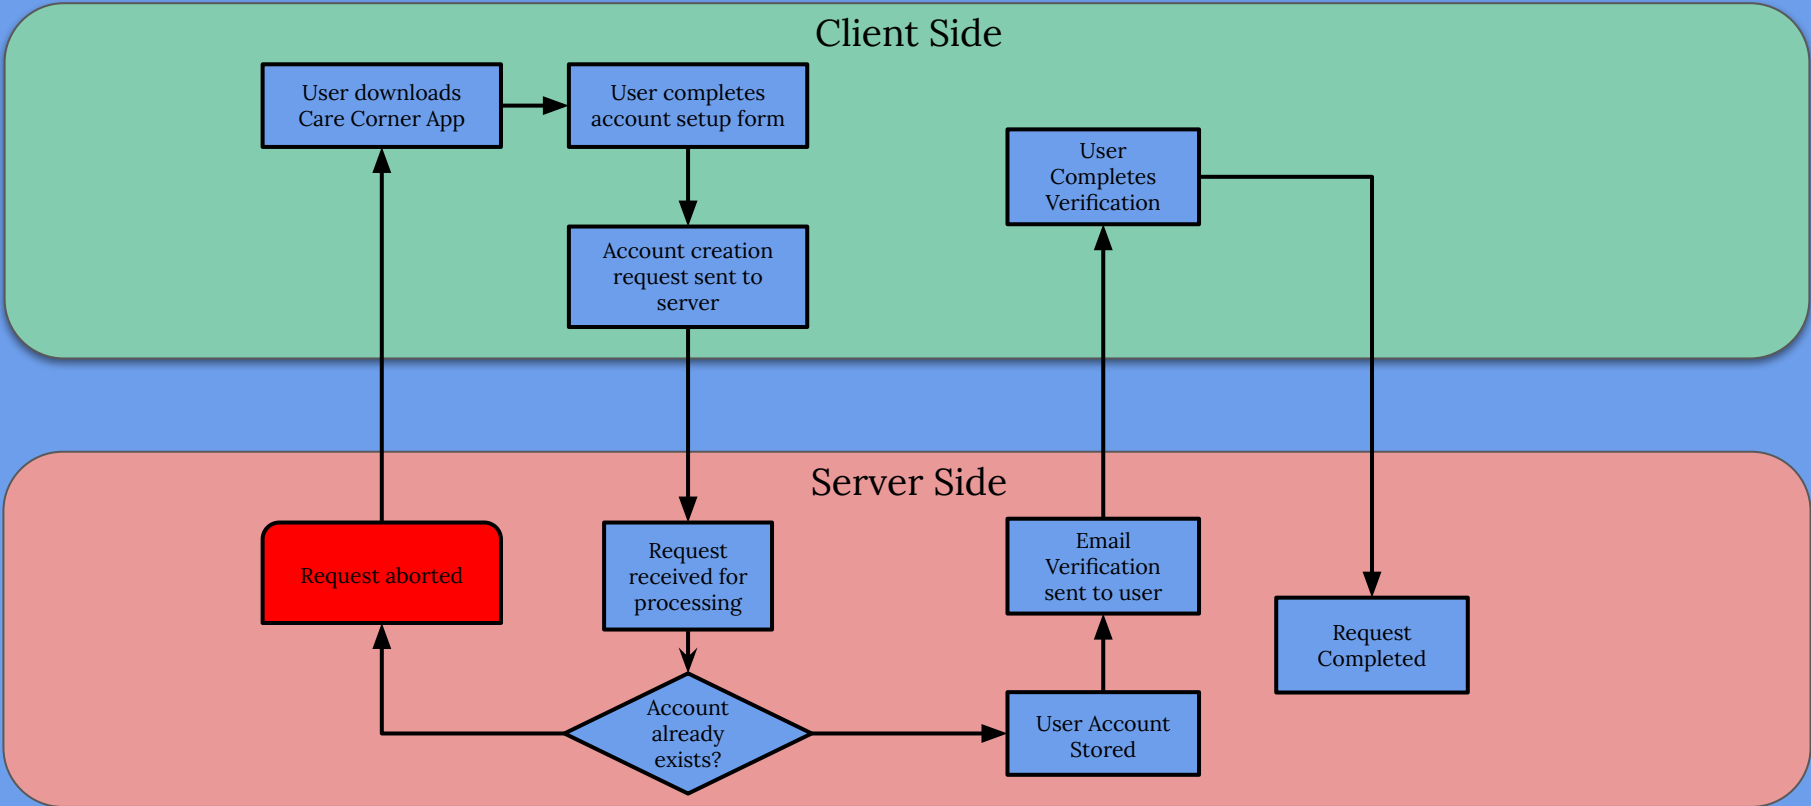 Client Side
User downloads
Care Corner App
User completes
account setup form
Account creation
request sent to
server
User
Completes
Verification
Server Side
Request aborted
Request
received for
processing
Account
already
exists?
User Account
Stored
Email
Verification
sent to user
Request
Completed